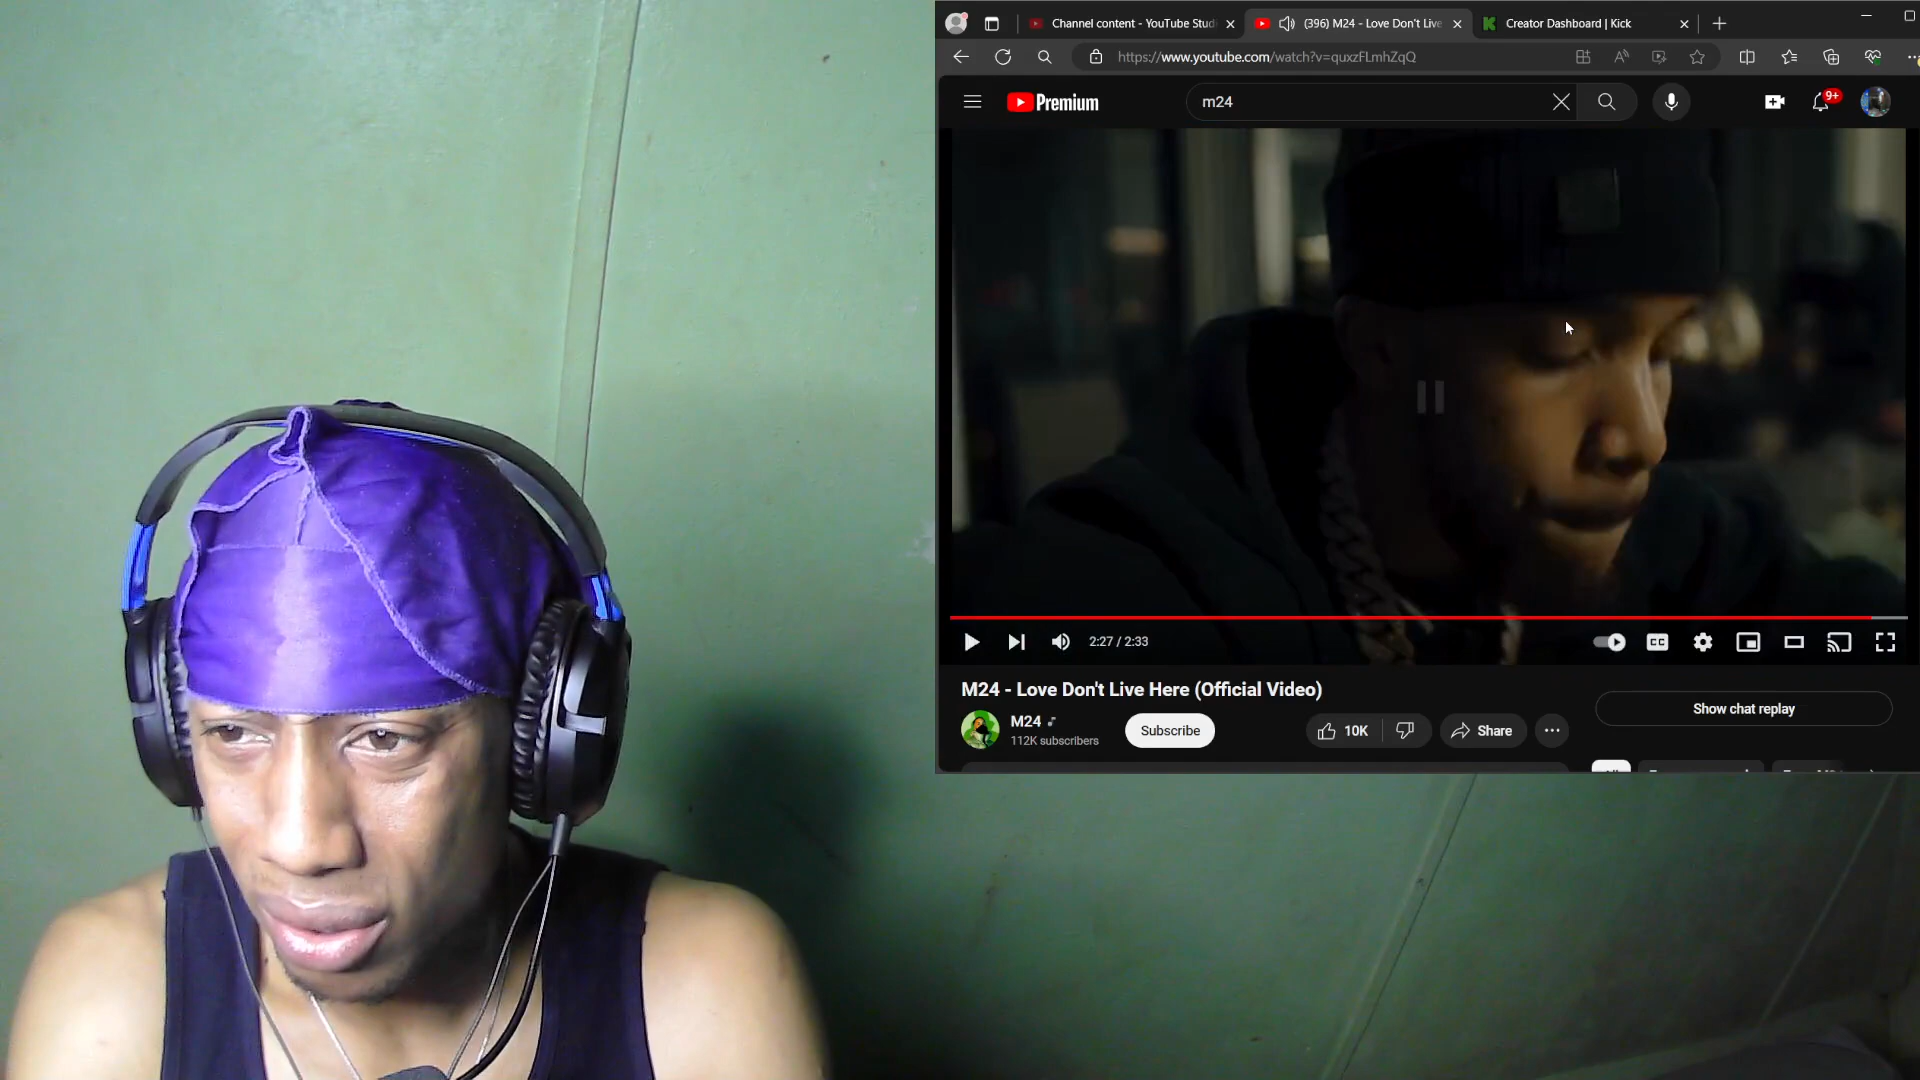 Channel content - YouTube Stud
(396) M24 - Love Don't Live
Creator Dashboard | Kick
https://www.youtube.com/watch?v=quxzFLmhZqQ
Premium
m24
9+
2:27 / 2:33
CC
M24 - Love Don't Live Here (Official Video)
Show chat replay
M24
112K subscribers
Subscribe
10K
Share